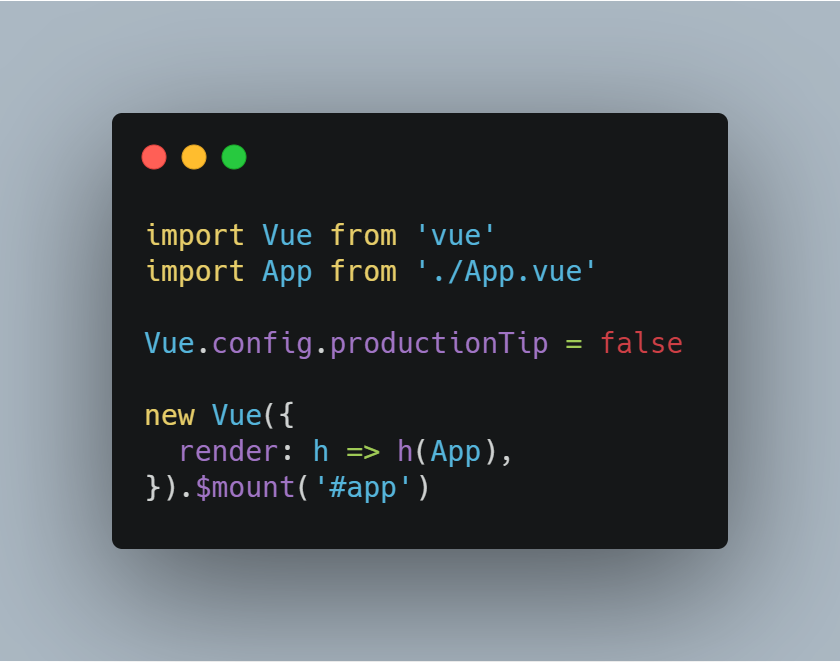 import Vue from 'vue'
import App from './App.vue'

Vue.config.productionTip = false

new Vue({
  render: h => h(App),
}).$mount('#app')